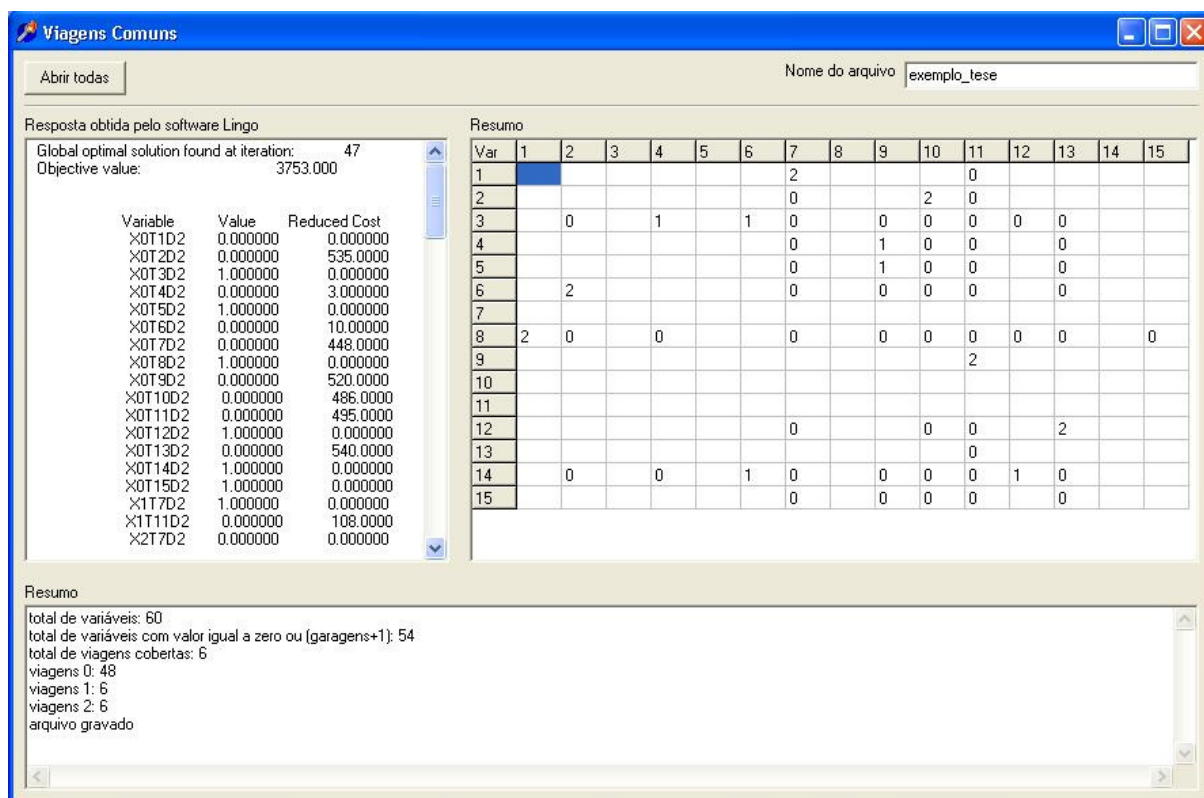 Viagens Comuns
Abrir todas
Nome do arquivo exemplo_tese
Resposta obtida pelo software Lingo
Global optimal solution found at iteration: 47
Objective value: 3753.000
Variable Value Reduced Cost
X0T1D2 0.000000 0.000000
X0T2D2 0.000000 535.0000
X0T3D2 1.000000 0.000000
X0T4D2 0.000000 3.000000
X0T5D2 1.000000 0.000000
X0T6D2 0.000000 10.00000
X0T7D2 0.000000 448.0000
X0T8D2 1.000000 0.000000
X0T9D2 0.000000 520.0000
X0T10D2 0.000000 486.0000
X0T11D2 0.000000 495.0000
X0T12D2 1.000000 0.000000
X0T13D2 0.000000 540.0000
X0T14D2 1.000000 0.000000
X0T15D2 1.000000 0.000000
X1T7D2 1.000000 0.000000
X1T11D2 0.000000 108.0000
X2T7D2 0.000000 0.000000
Resumo
Var 1 2 3 4 5 6 7 8 9 10 11 12 13 14 15
1 2 0
2 0 2 0
3 0 1 1 0 0 0 0 0 0
4 0 1 0 0 0
5 0 1 0 0 0
6 2 0 0 0 0 0
7
8 2 0 0 0 0 0 0 0 0 0
9 2
10
11
12 0 0 0 2
13 0
14 0 0 1 0 0 0 0 1 0
15 0 0 0 0 0
Resumo
total de variáveis: 60
total de variáveis com valor igual a zero ou (garagens+1): 54
total de viagens cobertas: 6
viagens 0: 48
viagens 1: 6
viagens 2: 6
arquivo gravado